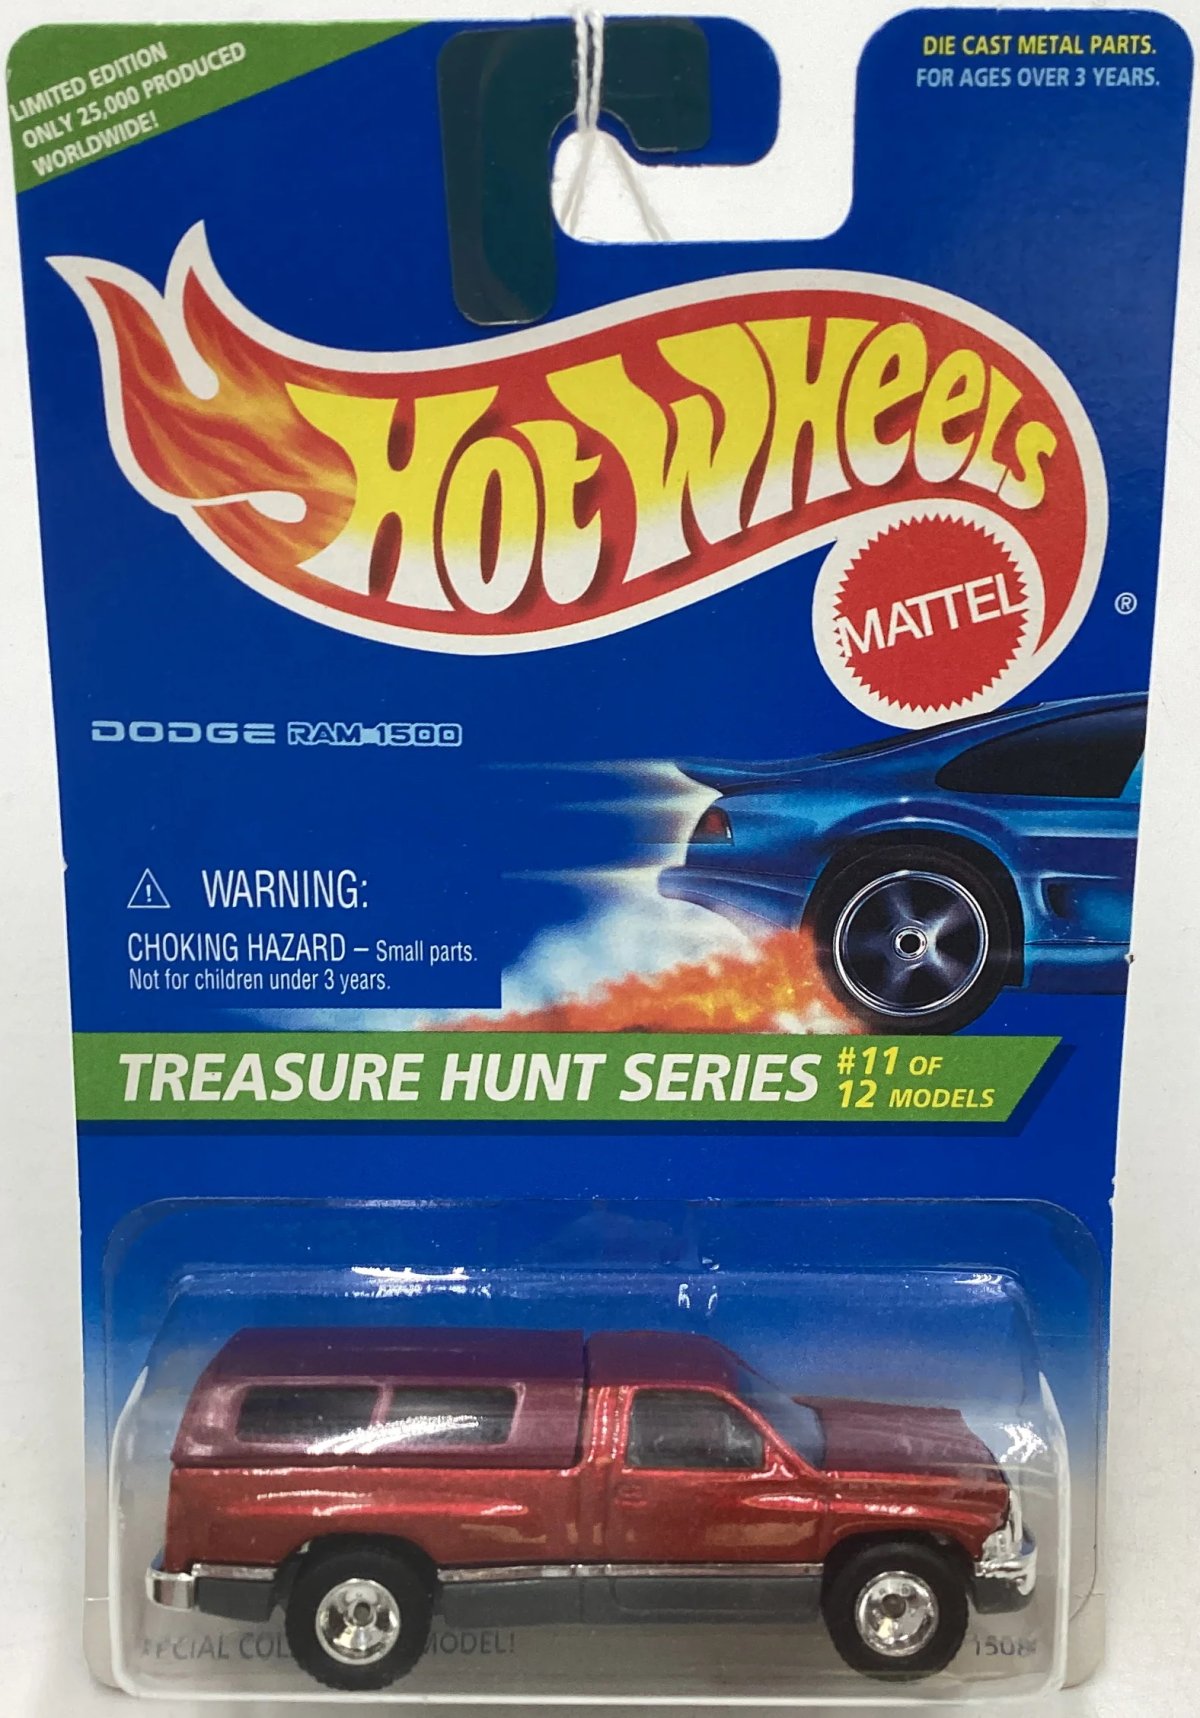 LIMITED EDITION
ONLY 25,000 PRODUCED
WORLDWIDE!
DIE CAST METAL PARTS.
FOR AGES OVER 3 YEARS.
HOT WHEELS
MATTEL
®
DODGE RAM 1500
WARNING:
CHOKING HAZARD – Small parts.
Not for children under 3 years.
TREASURE HUNT SERIES #11 OF
12 MODELS
MODEL!